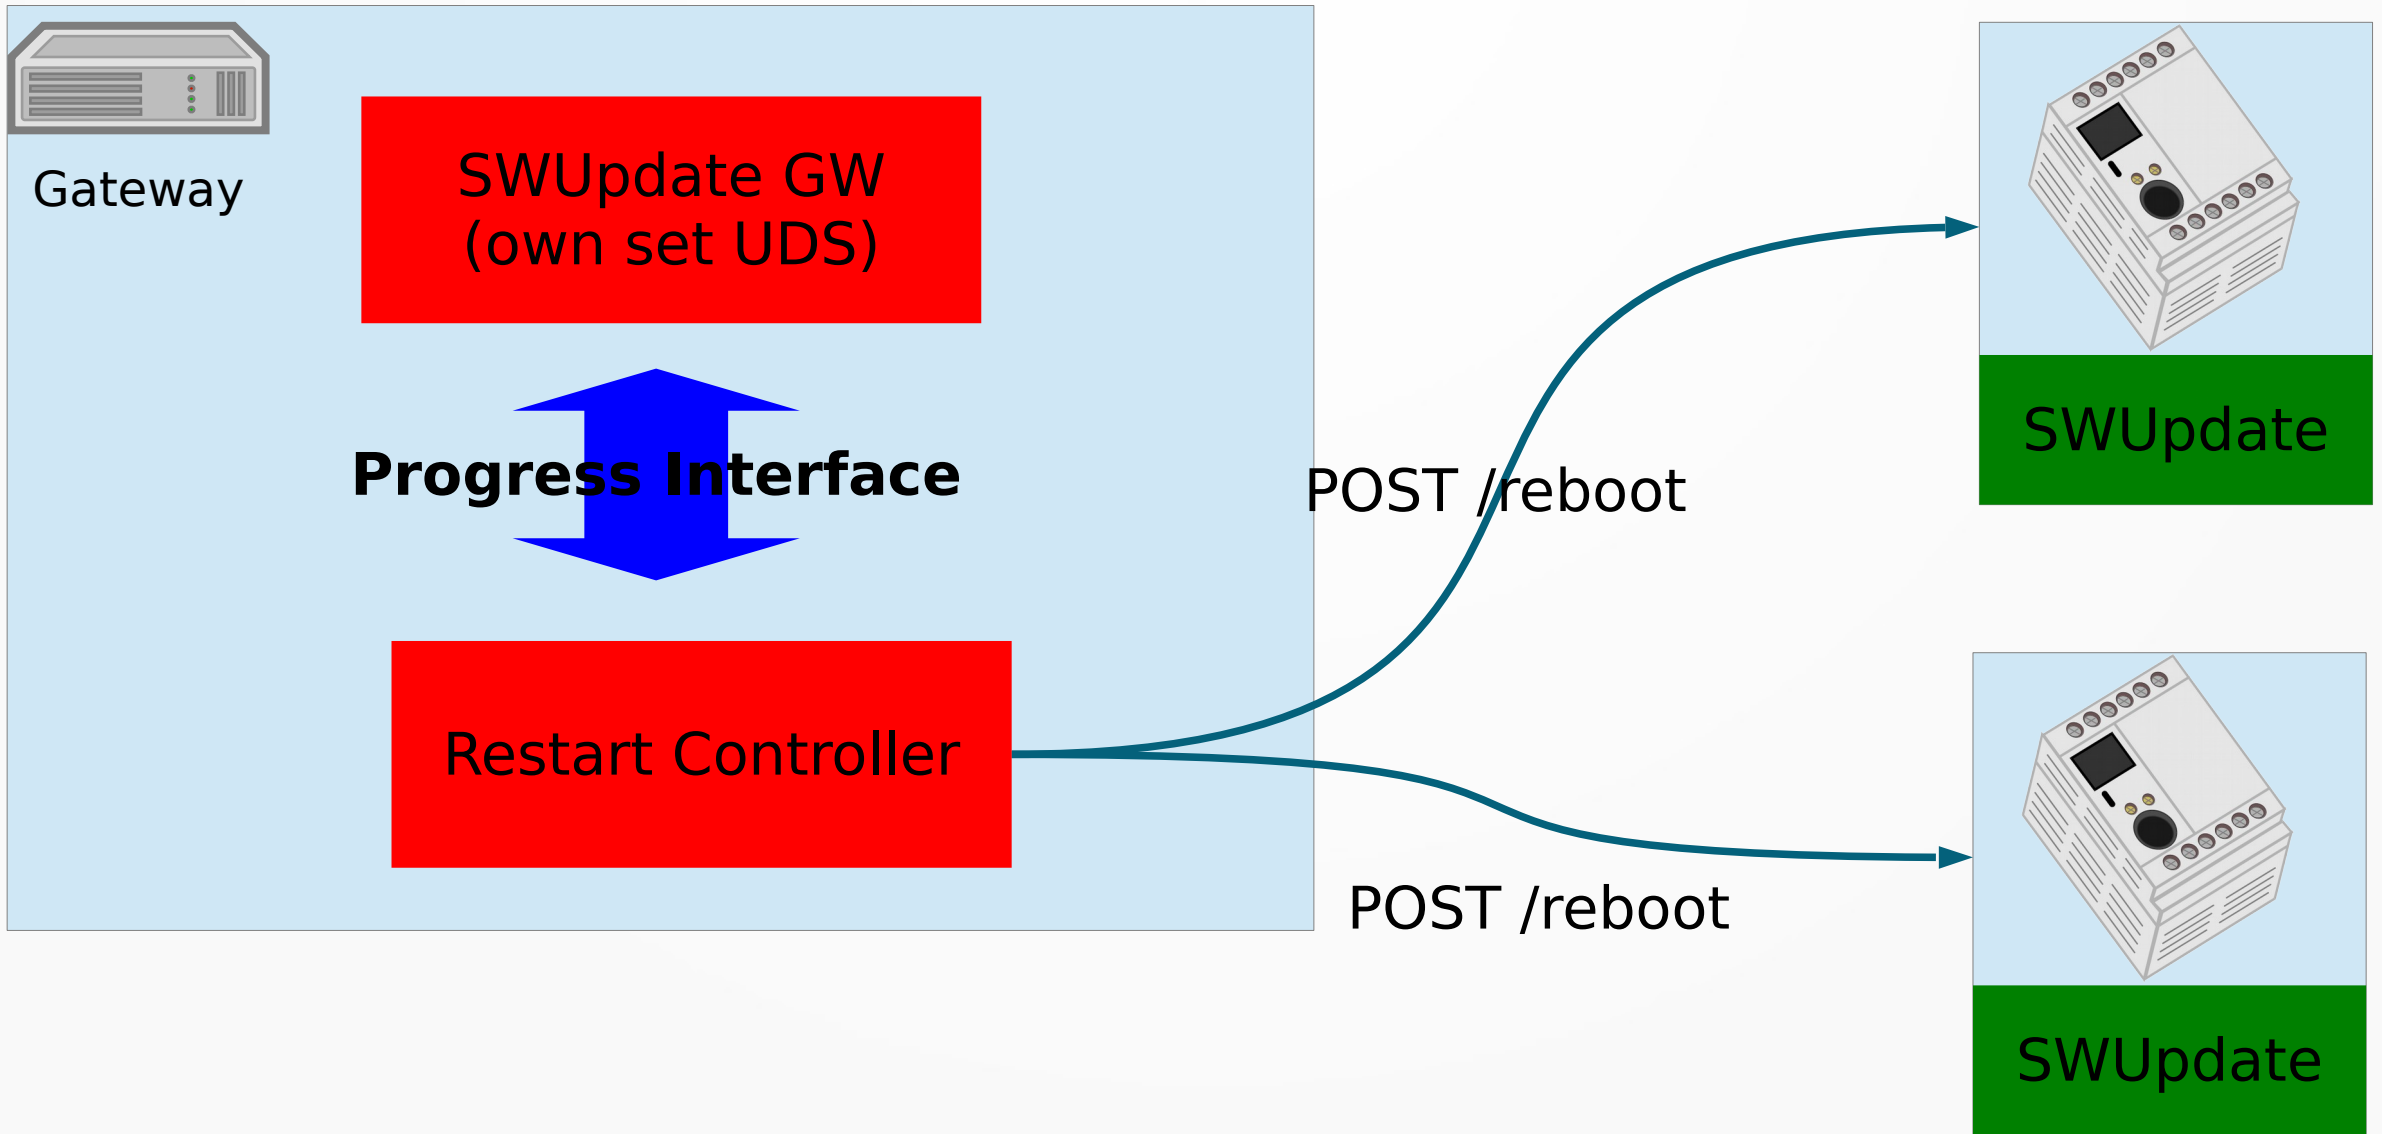 Gateway
SWUpdate GW
(own set UDS)
Progress Interface
Restart Controller
POST /reboot
POST /reboot
SWUpdate
SWUpdate